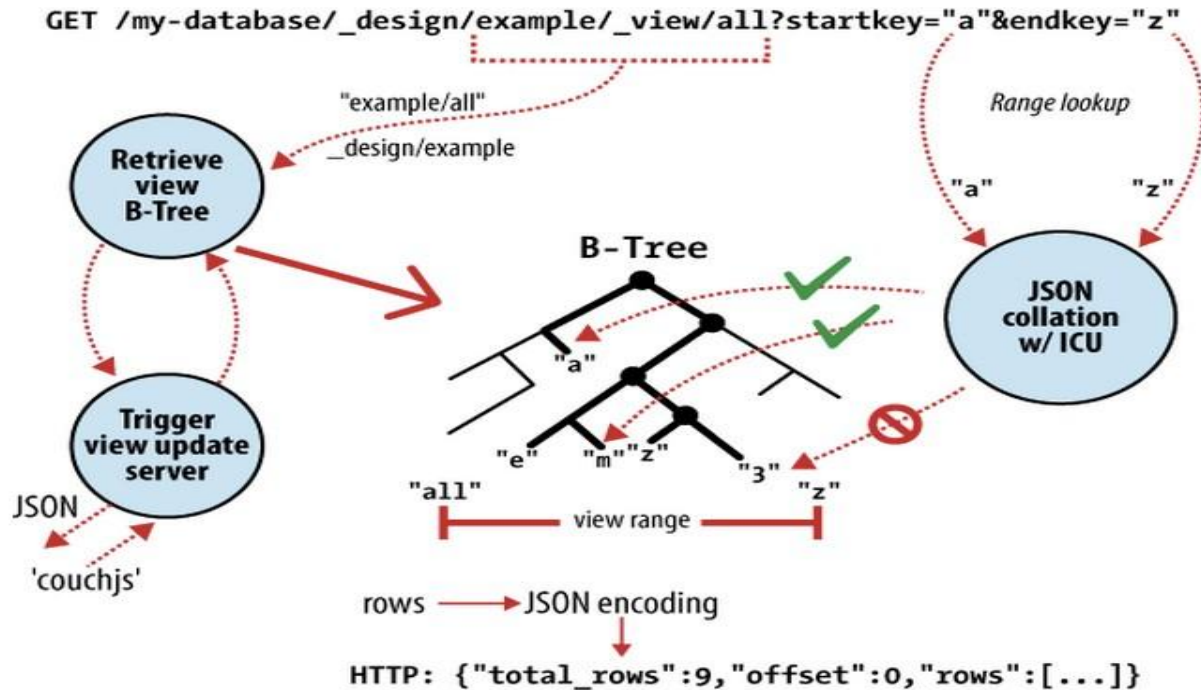 GET /my-database/_design/example/_view/all?startkey="a"&endkey="z"
"example/all"
_design/example
Range lookup
"a"
"z"
Retrieve
view
B-Tree
B-Tree
JSON
collation
w/ ICU
"a"
Trigger
view update
server
"e"
"m"
"z"
"3"
"all"
"z"
view range
JSON
'couchjs'
rows
JSON encoding
HTTP: {"total_rows":9,"offset":0,"rows":[...]}